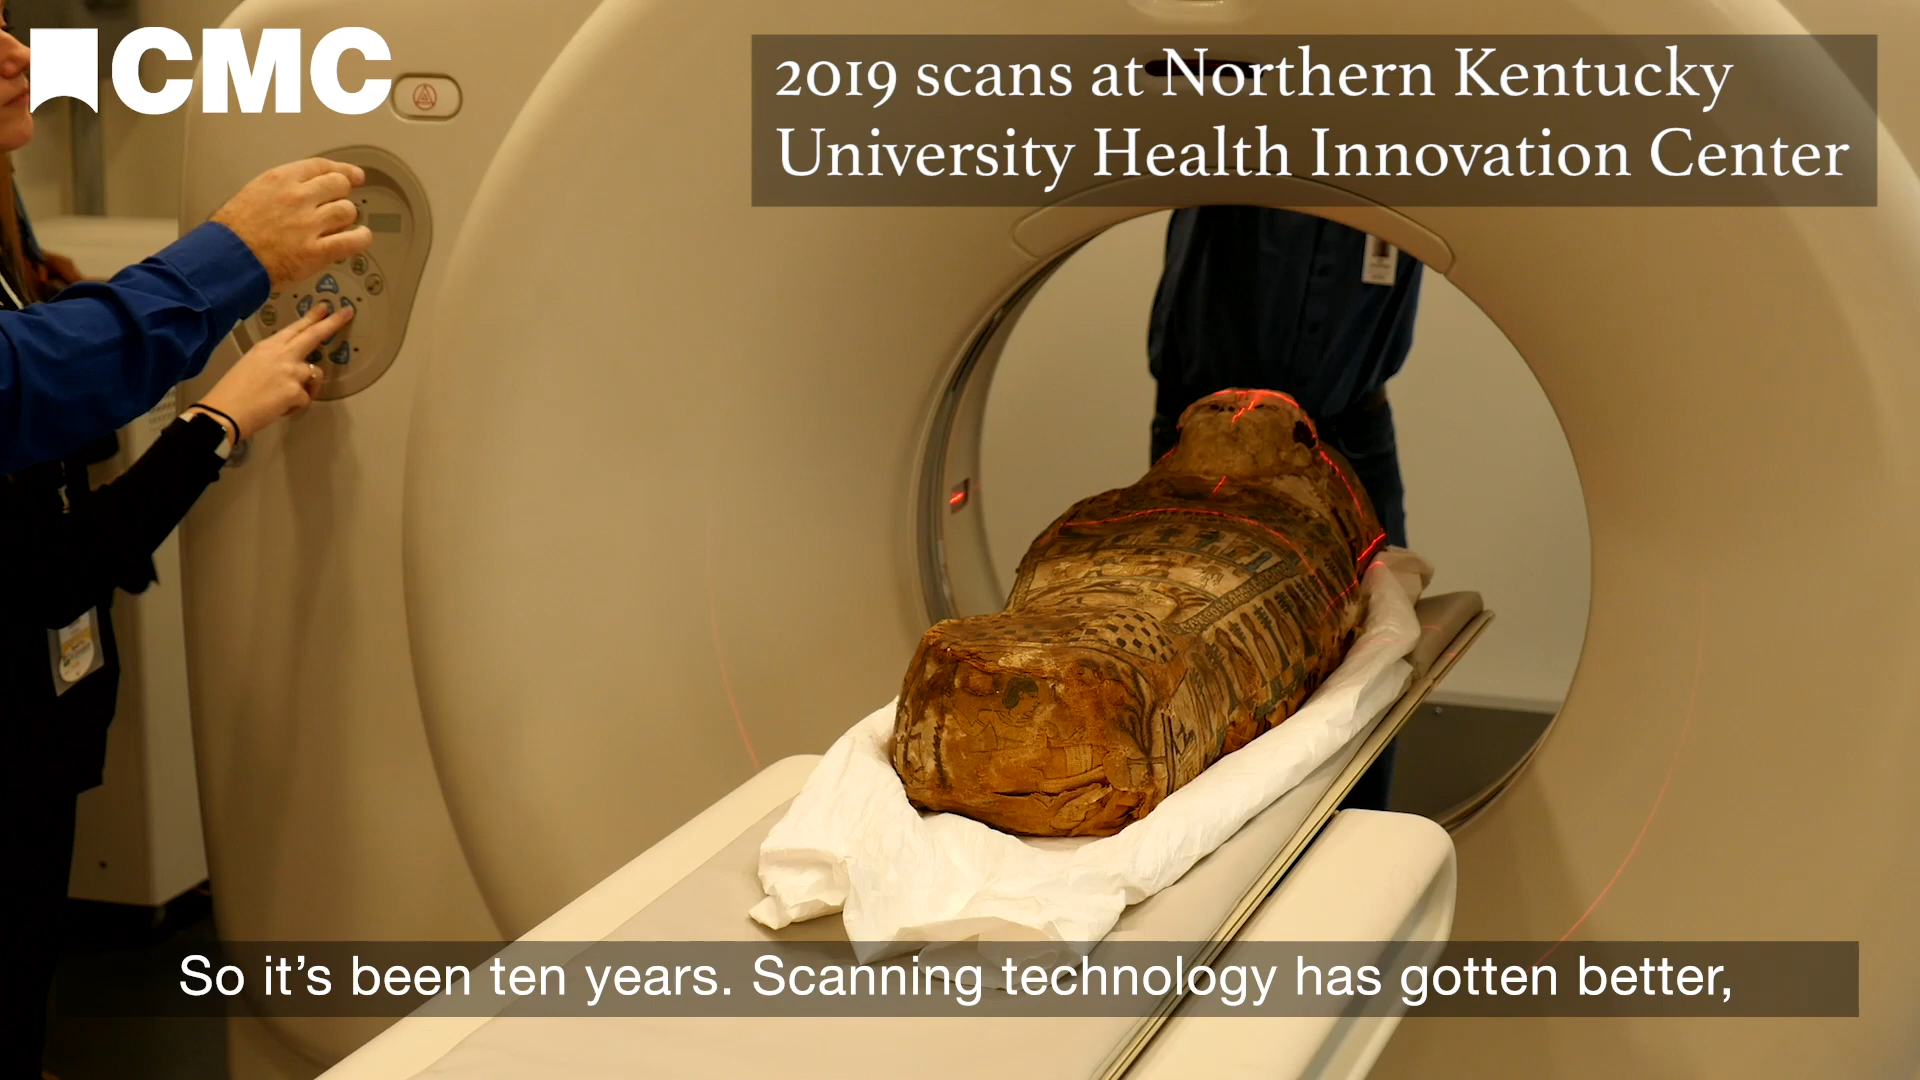 CMC
2019 scans at Northern Kentucky
University Health Innovation Center
So it's been ten years. Scanning technology has gotten better,